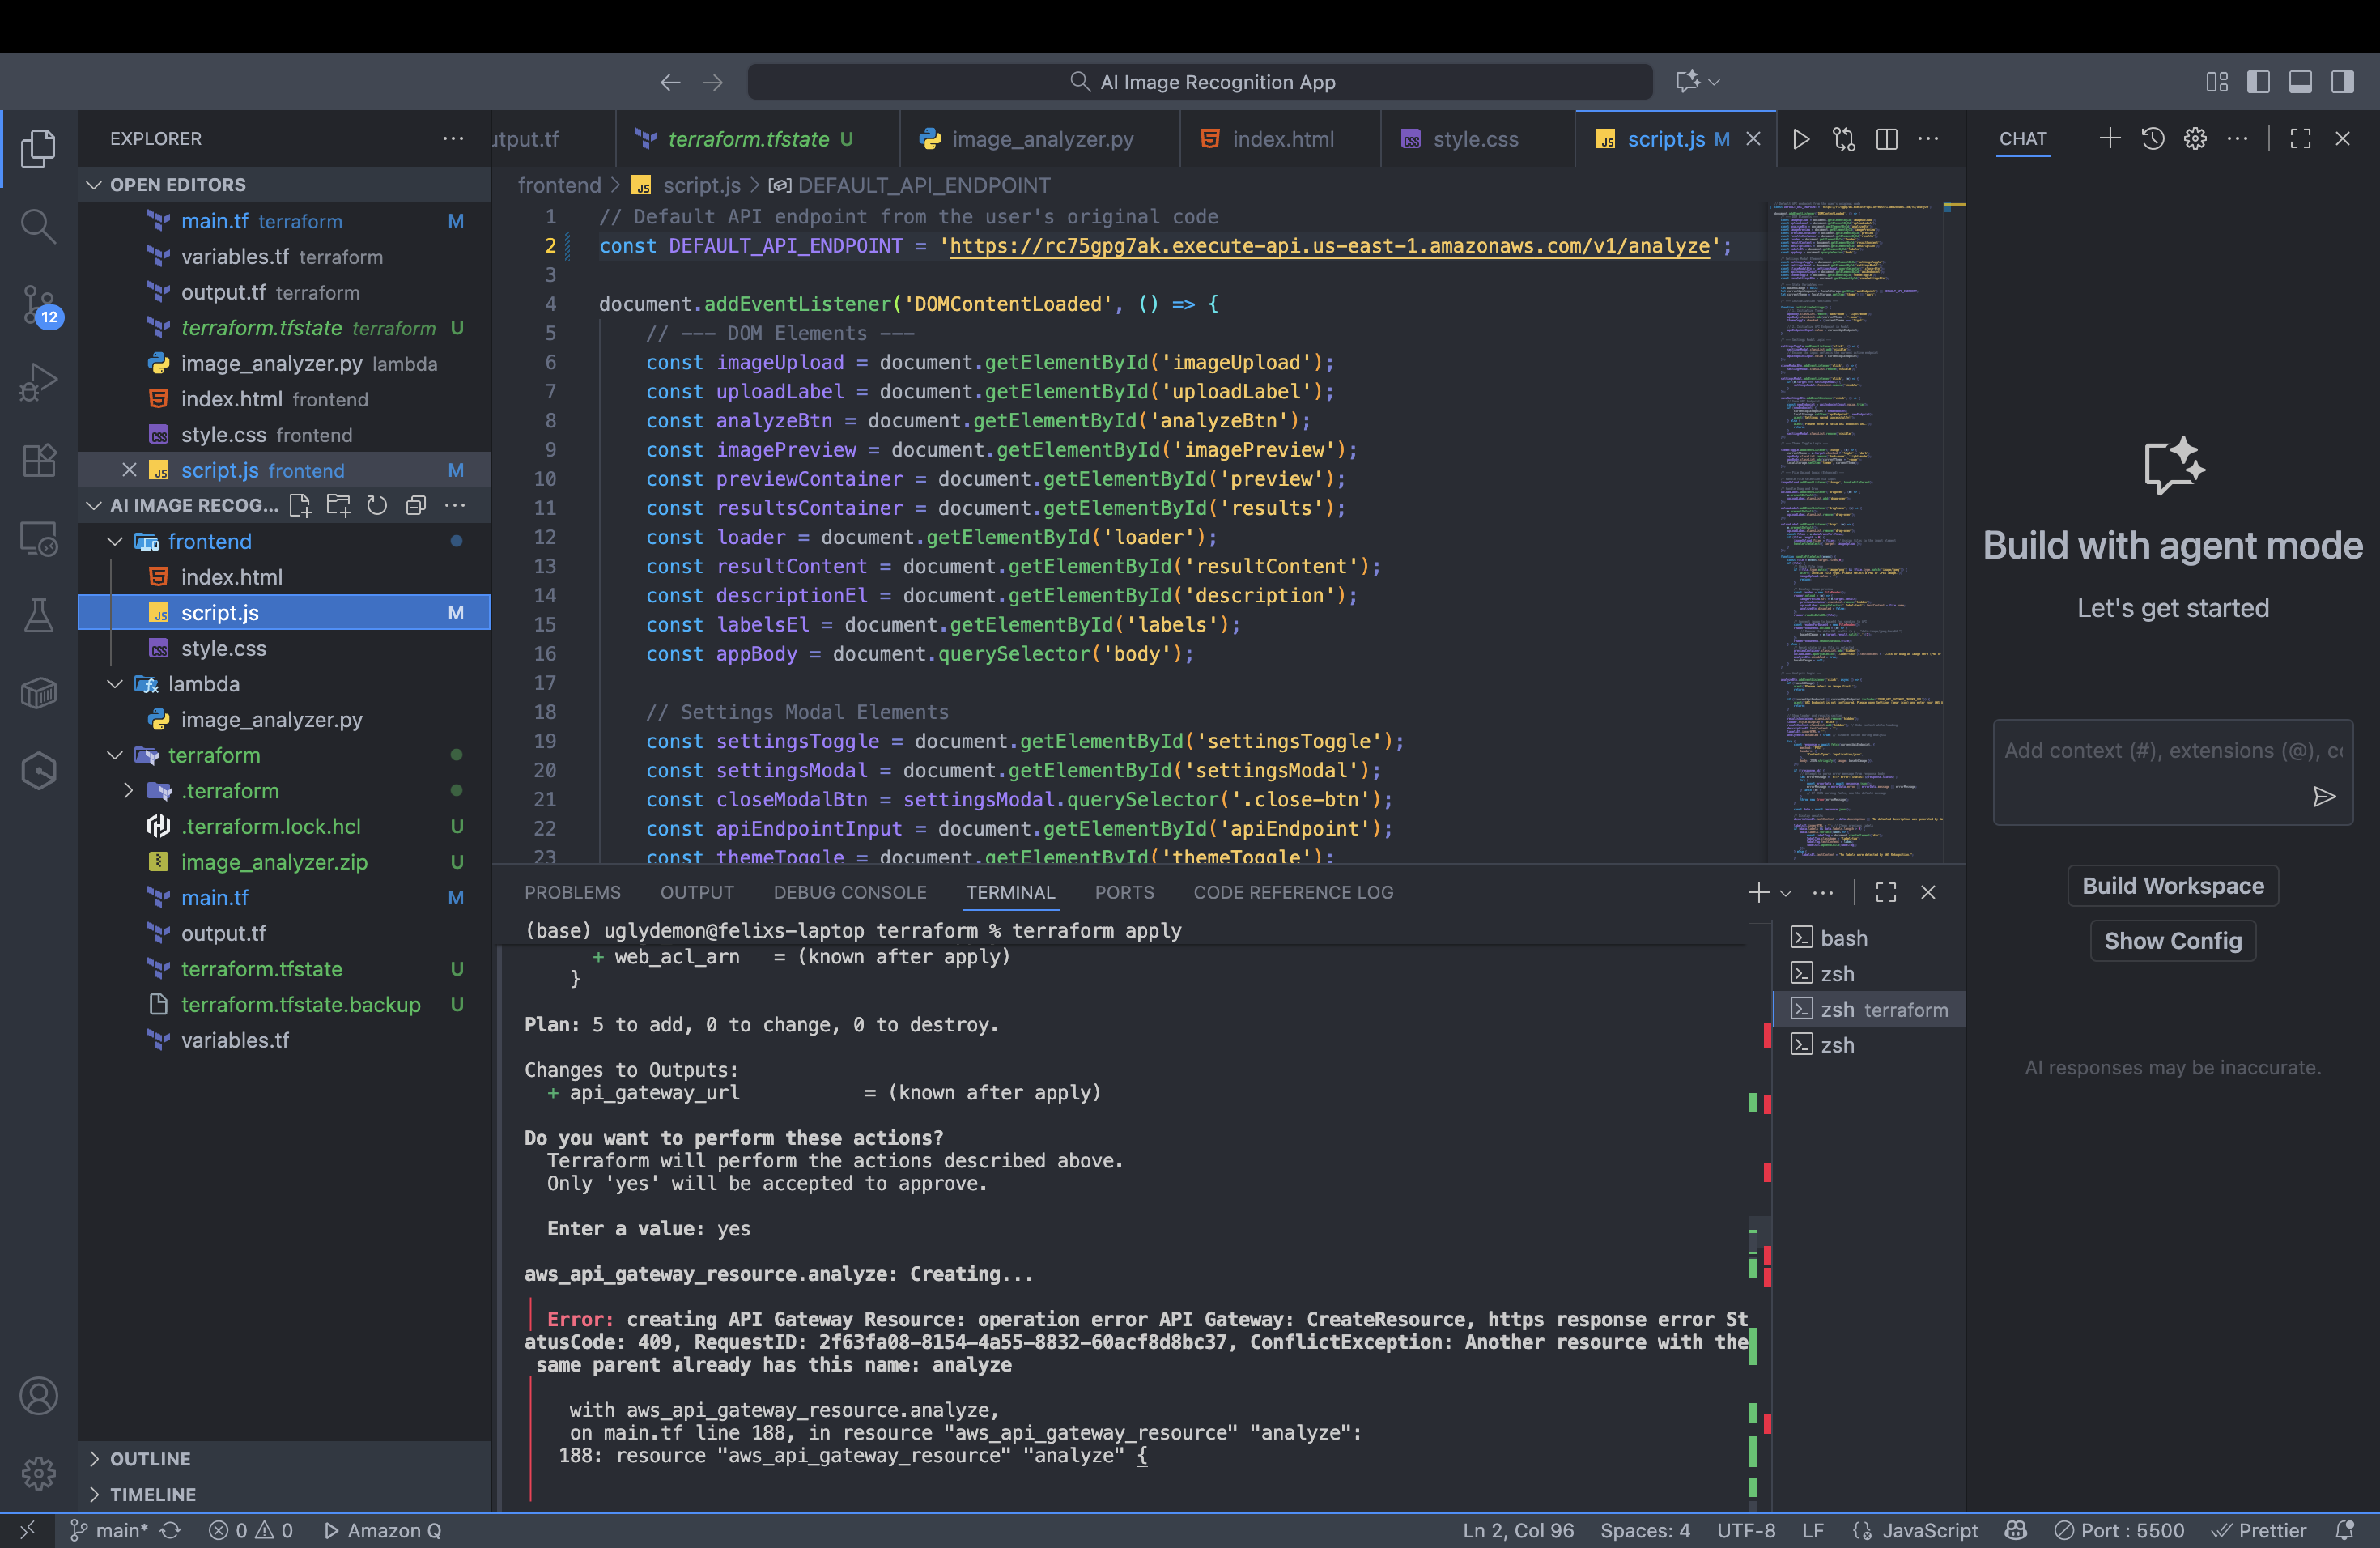 AI Image Recognition App
EXPLORER
OPEN EDITORS
main.tf terraform M
variables.tf terraform
output.tf terraform
terraform.tfstate terraform U
image_analyzer.py lambda
index.html frontend
style.css frontend
script.js frontend M
12
AI IMAGE RECOG...
frontend
index.html
script.js M
style.css
lambda
image_analyzer.py
terraform
.terraform
.terraform.lock.hcl U
image_analyzer.zip U
main.tf M
output.tf
terraform.tfstate U
terraform.tfstate.backup U
variables.tf
OUTLINE
TIMELINE
utput.tf terraform.tfstate U image_analyzer.py index.html style.css script.js M
frontend > script.js > DEFAULT_API_ENDPOINT
1 // Default API endpoint from the user's original code
2 const DEFAULT_API_ENDPOINT = 'https://rc75gpg7ak.execute-api.us-east-1.amazonaws.com/v1/analyze';
3
4 document.addEventListener('DOMContentLoaded', () => {
5 // --- DOM Elements ---
6 const imageUpload = document.getElementById('imageUpload');
7 const uploadLabel = document.getElementById('uploadLabel');
8 const analyzeBtn = document.getElementById('analyzeBtn');
9 const imagePreview = document.getElementById('imagePreview');
10 const previewContainer = document.getElementById('preview');
11 const resultsContainer = document.getElementById('results');
12 const loader = document.getElementById('loader');
13 const resultContent = document.getElementById('resultContent');
14 const descriptionEl = document.getElementById('description');
15 const labelsEl = document.getElementById('labels');
16 const appBody = document.querySelector('body');
17
18 // Settings Modal Elements
19 const settingsToggle = document.getElementById('settingsToggle');
20 const settingsModal = document.getElementById('settingsModal');
21 const closeModalBtn = settingsModal.querySelector('.close-btn');
22 const apiEndpointInput = document.getElementById('apiEndpoint');
23 const themeToggle = document.getElementById('themeToggle');
PROBLEMS OUTPUT DEBUG CONSOLE TERMINAL PORTS CODE REFERENCE LOG
(base) uglydemon@felixs-laptop terraform % terraform apply
+ web_acl_arn = (known after apply)
}
Plan: 5 to add, 0 to change, 0 to destroy.
Changes to Outputs:
+ api_gateway_url = (known after apply)
Do you want to perform these actions?
Terraform will perform the actions described above.
Only 'yes' will be accepted to approve.
Enter a value: yes
aws_api_gateway_resource.analyze: Creating...
Error: creating API Gateway Resource: operation error API Gateway: CreateResource, https response error St
atusCode: 409, RequestID: 2f63fa08-8154-4a55-8832-60acf8d8bc37, ConflictException: Another resource with the
same parent already has this name: analyze
with aws_api_gateway_resource.analyze,
on main.tf line 188, in resource "aws_api_gateway_resource" "analyze":
188: resource "aws_api_gateway_resource" "analyze" {
bash
zsh
zsh terraform
zsh
CHAT
Build with agent mode
Let's get started
Add context (#), extensions (@), co
Build Workspace
Show Config
AI responses may be inaccurate.
main* 0 0 Amazon Q Ln 2, Col 96 Spaces: 4 UTF-8 LF JavaScript Port : 5500 Prettier